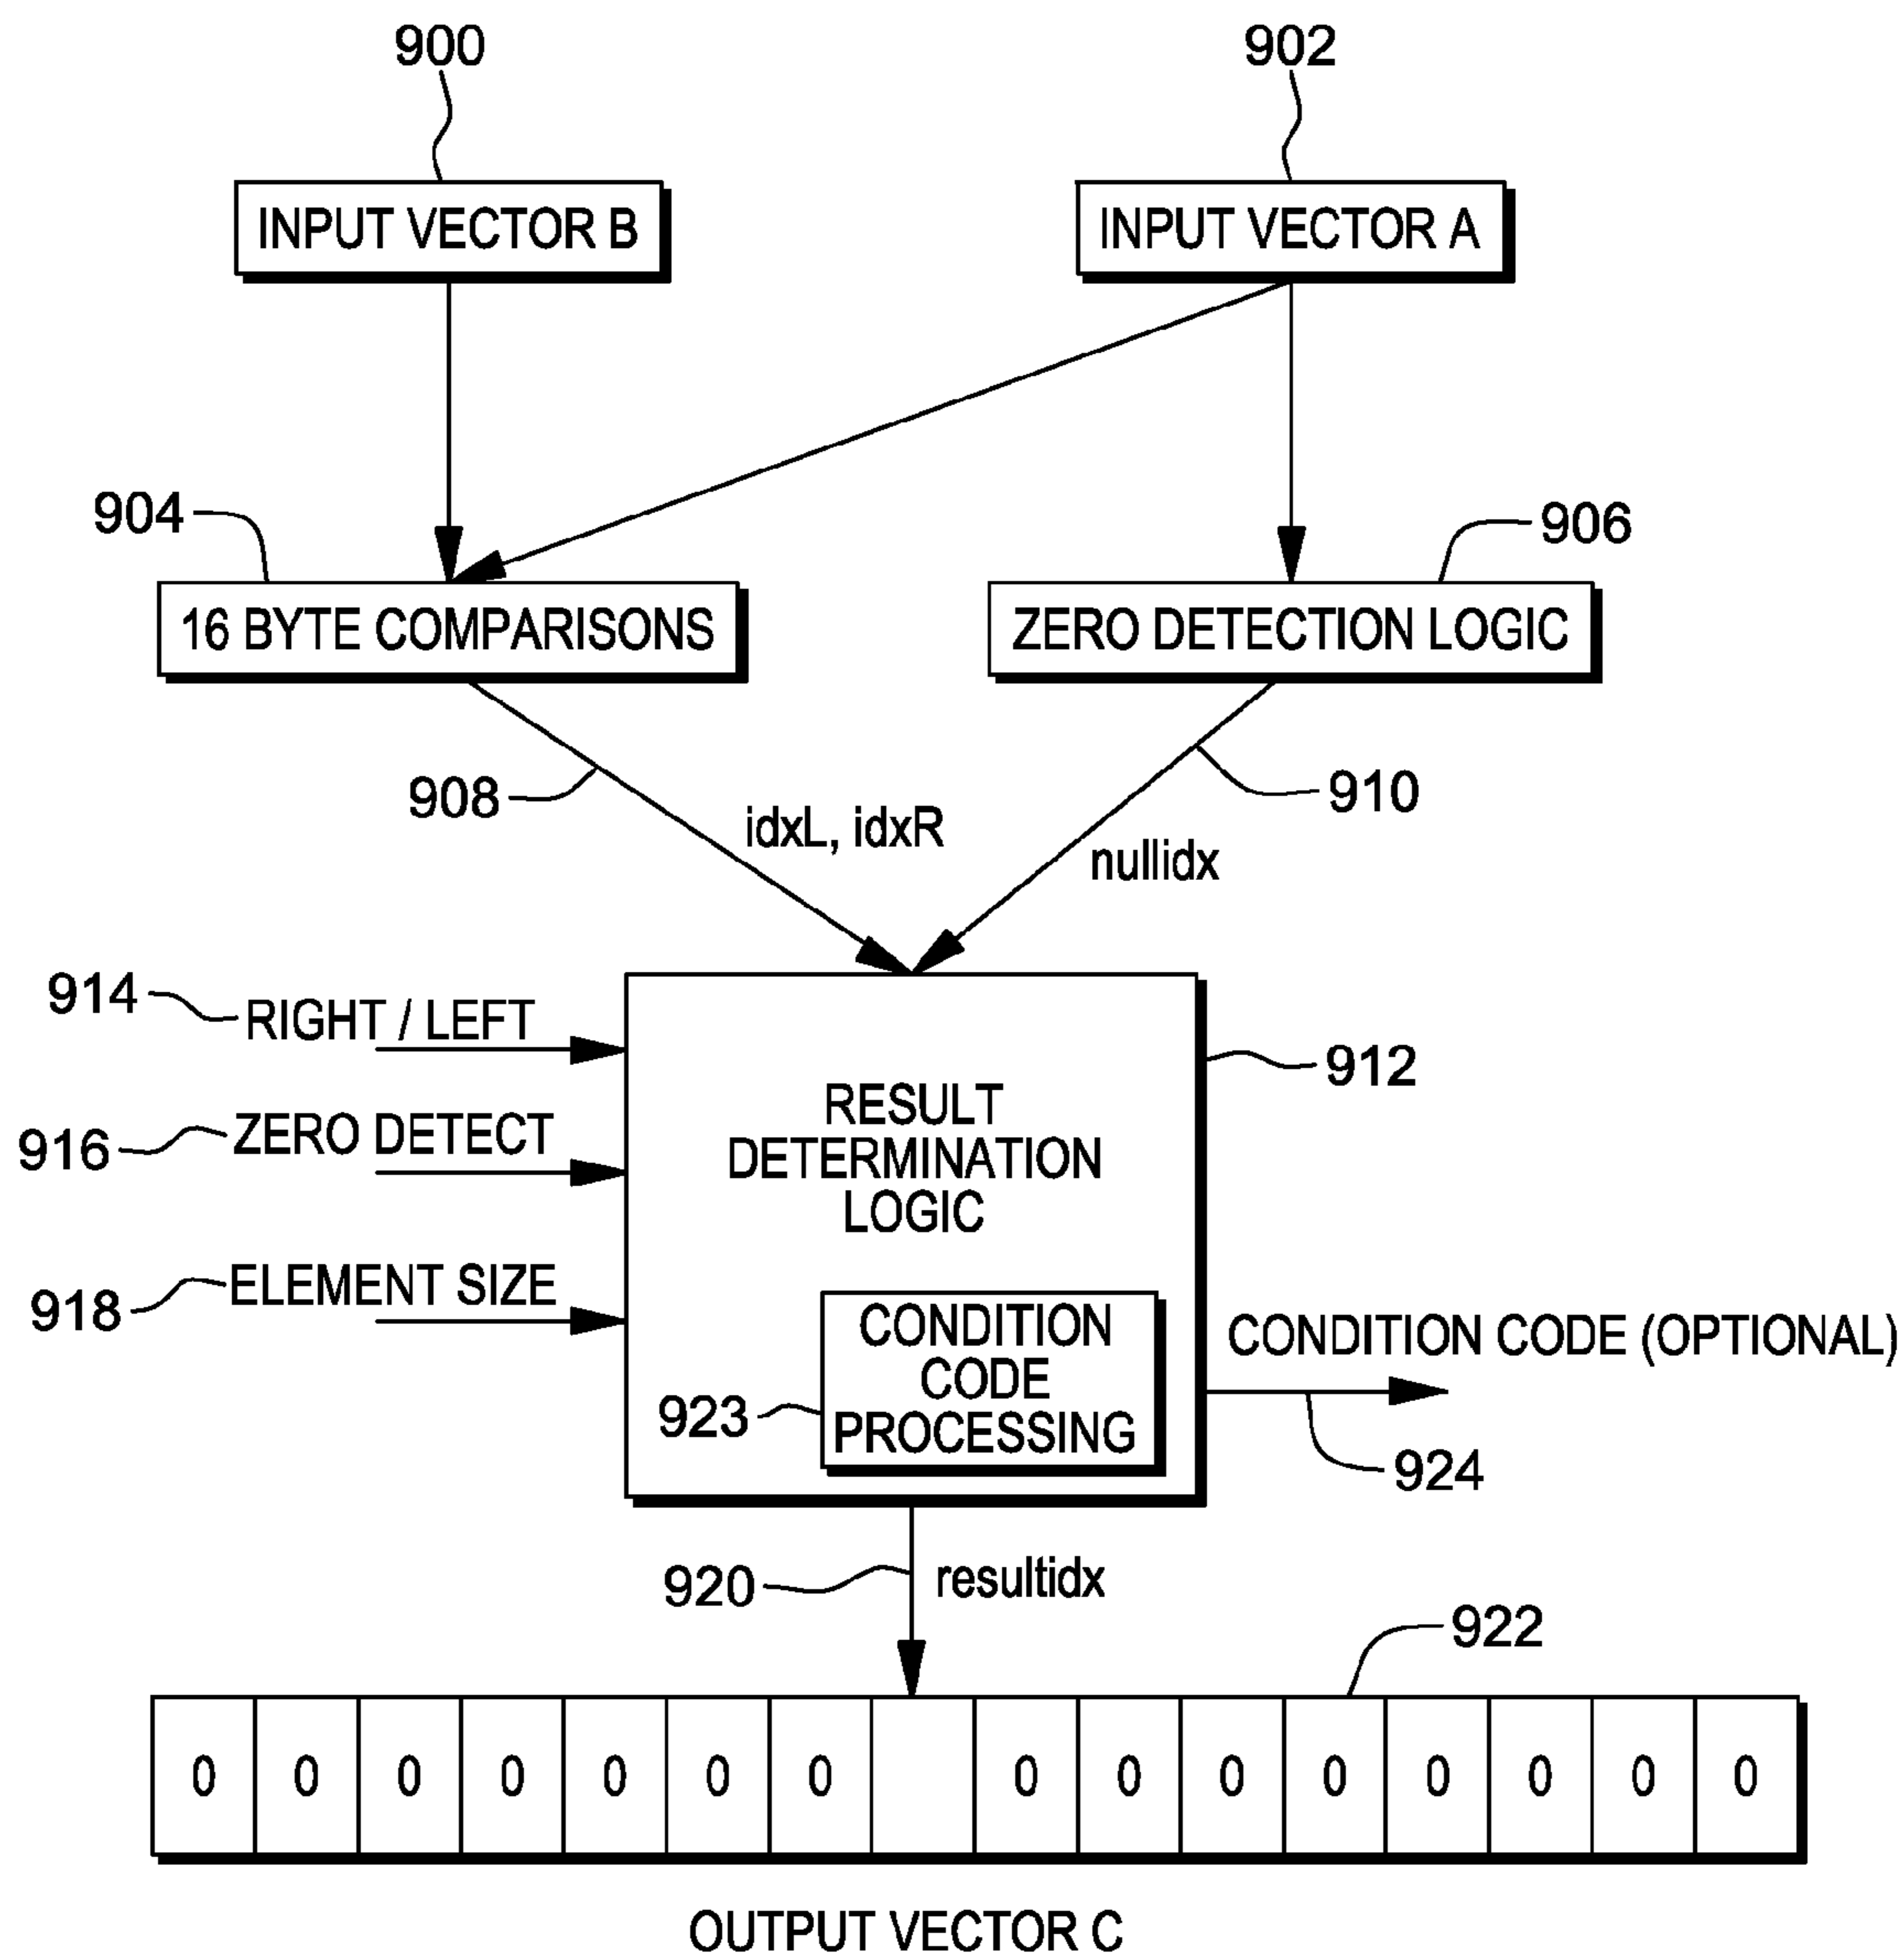 900
902
INPUT VECTOR B
INPUT VECTOR A
904
906
16 BYTE COMPARISONS
ZERO DETECTION LOGIC
908
910
idxL, idxR
nullidx
914
RIGHT / LEFT
912
RESULT
DETERMINATION
LOGIC
916
ZERO DETECT
918
ELEMENT SIZE
CONDITION
CODE
PROCESSING
923
CONDITION CODE (OPTIONAL)
924
920
resultidx
922
0 0 0 0 0 0 0 0 0 0 0 0 0 0 0
OUTPUT VECTOR C